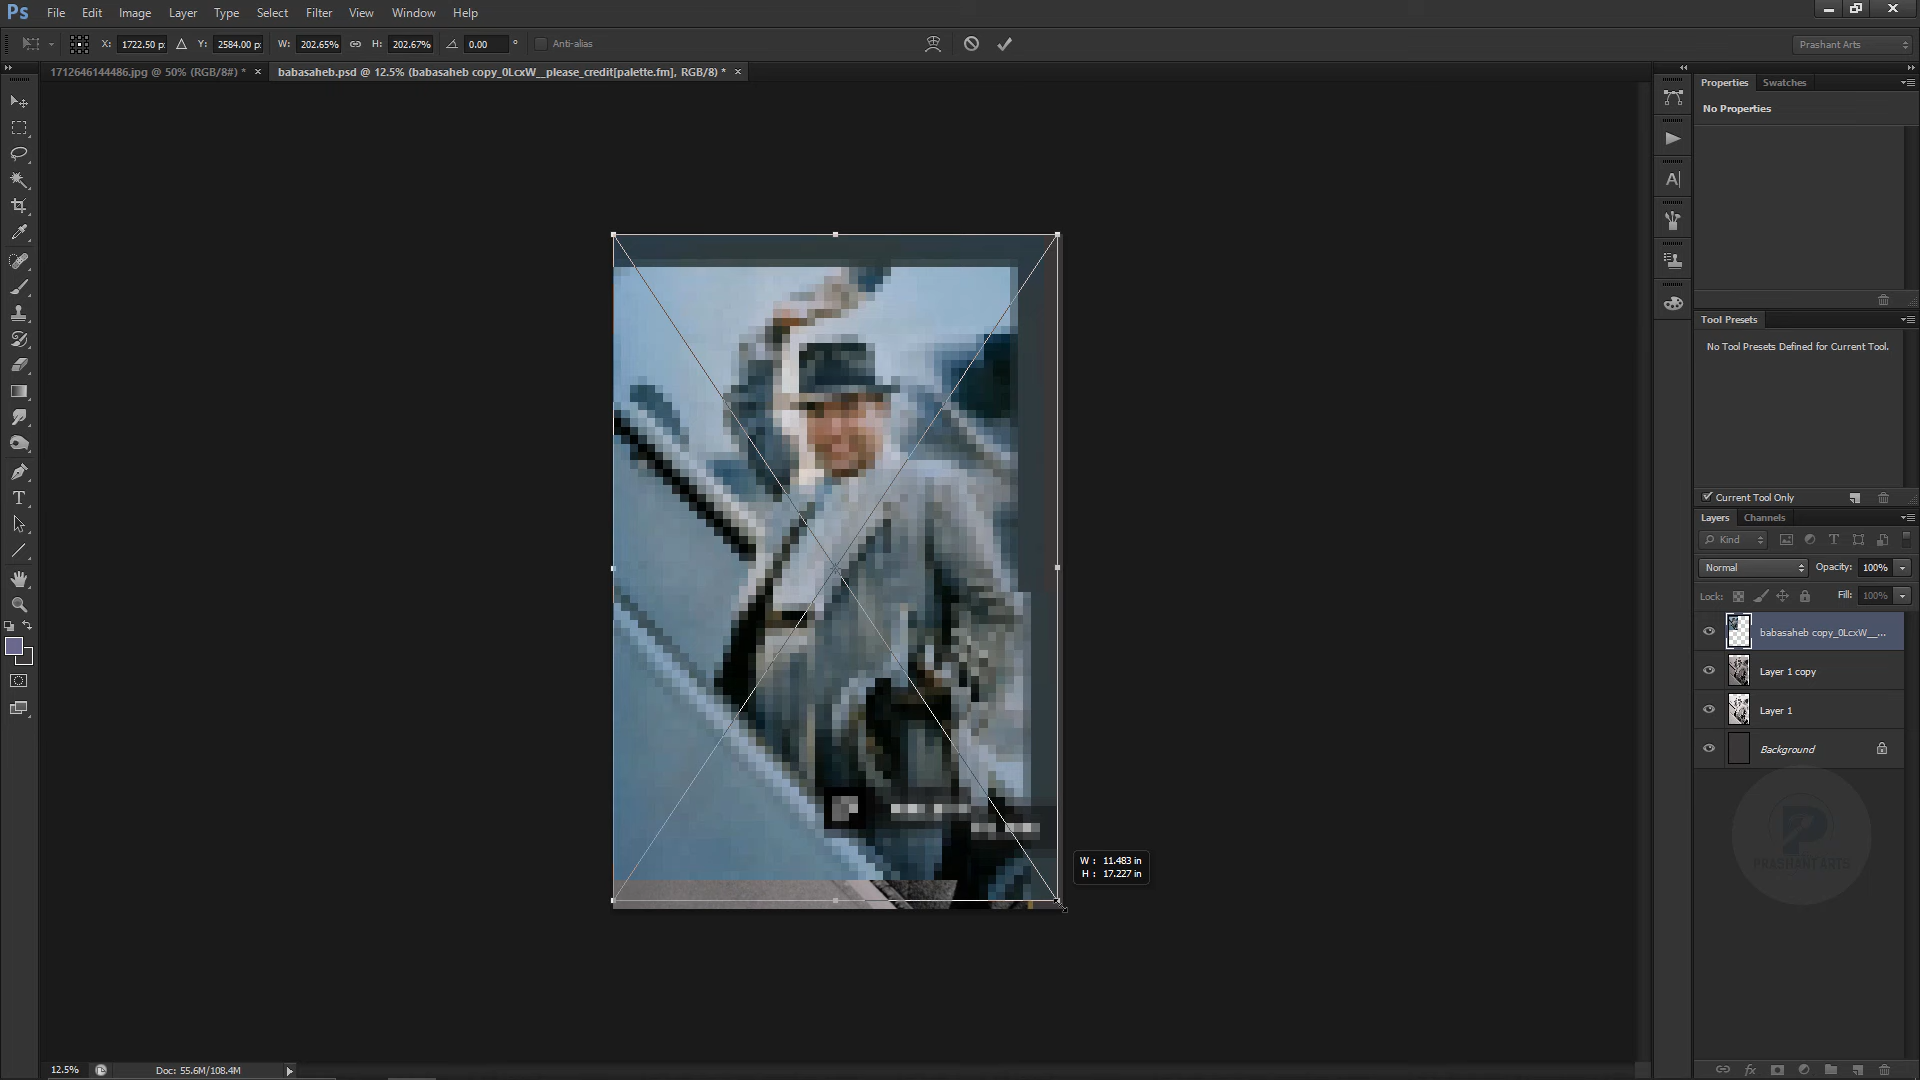 Ps File Edit Image Layer Type Select Filter View Window Help
X: 1722.50 p: Y: 2584.00 p: W: 202.65% H: 202.67% 0.00 ° Anti-alias Prashant Arts
1712646144486.jpg @ 50% (RGB/8#) * × babasaheb.psd @ 12.5% (babasaheb copy_0LcxW__please_credit[palette.fm], RGB/8) * ×
Properties Swatches
No Properties
Tool Presets
No Tool Presets Defined for Current Tool.
Current Tool Only
Layers Channels
Kind
Normal Opacity: 100%
Lock: Fill: 100%
babasaheb copy_0LcxW__...
Layer 1 copy
Layer 1
Background
PRASHANT ARTS
W : 11.483 in
H : 17.227 in
12.5% Doc: 55.6M/108.4M